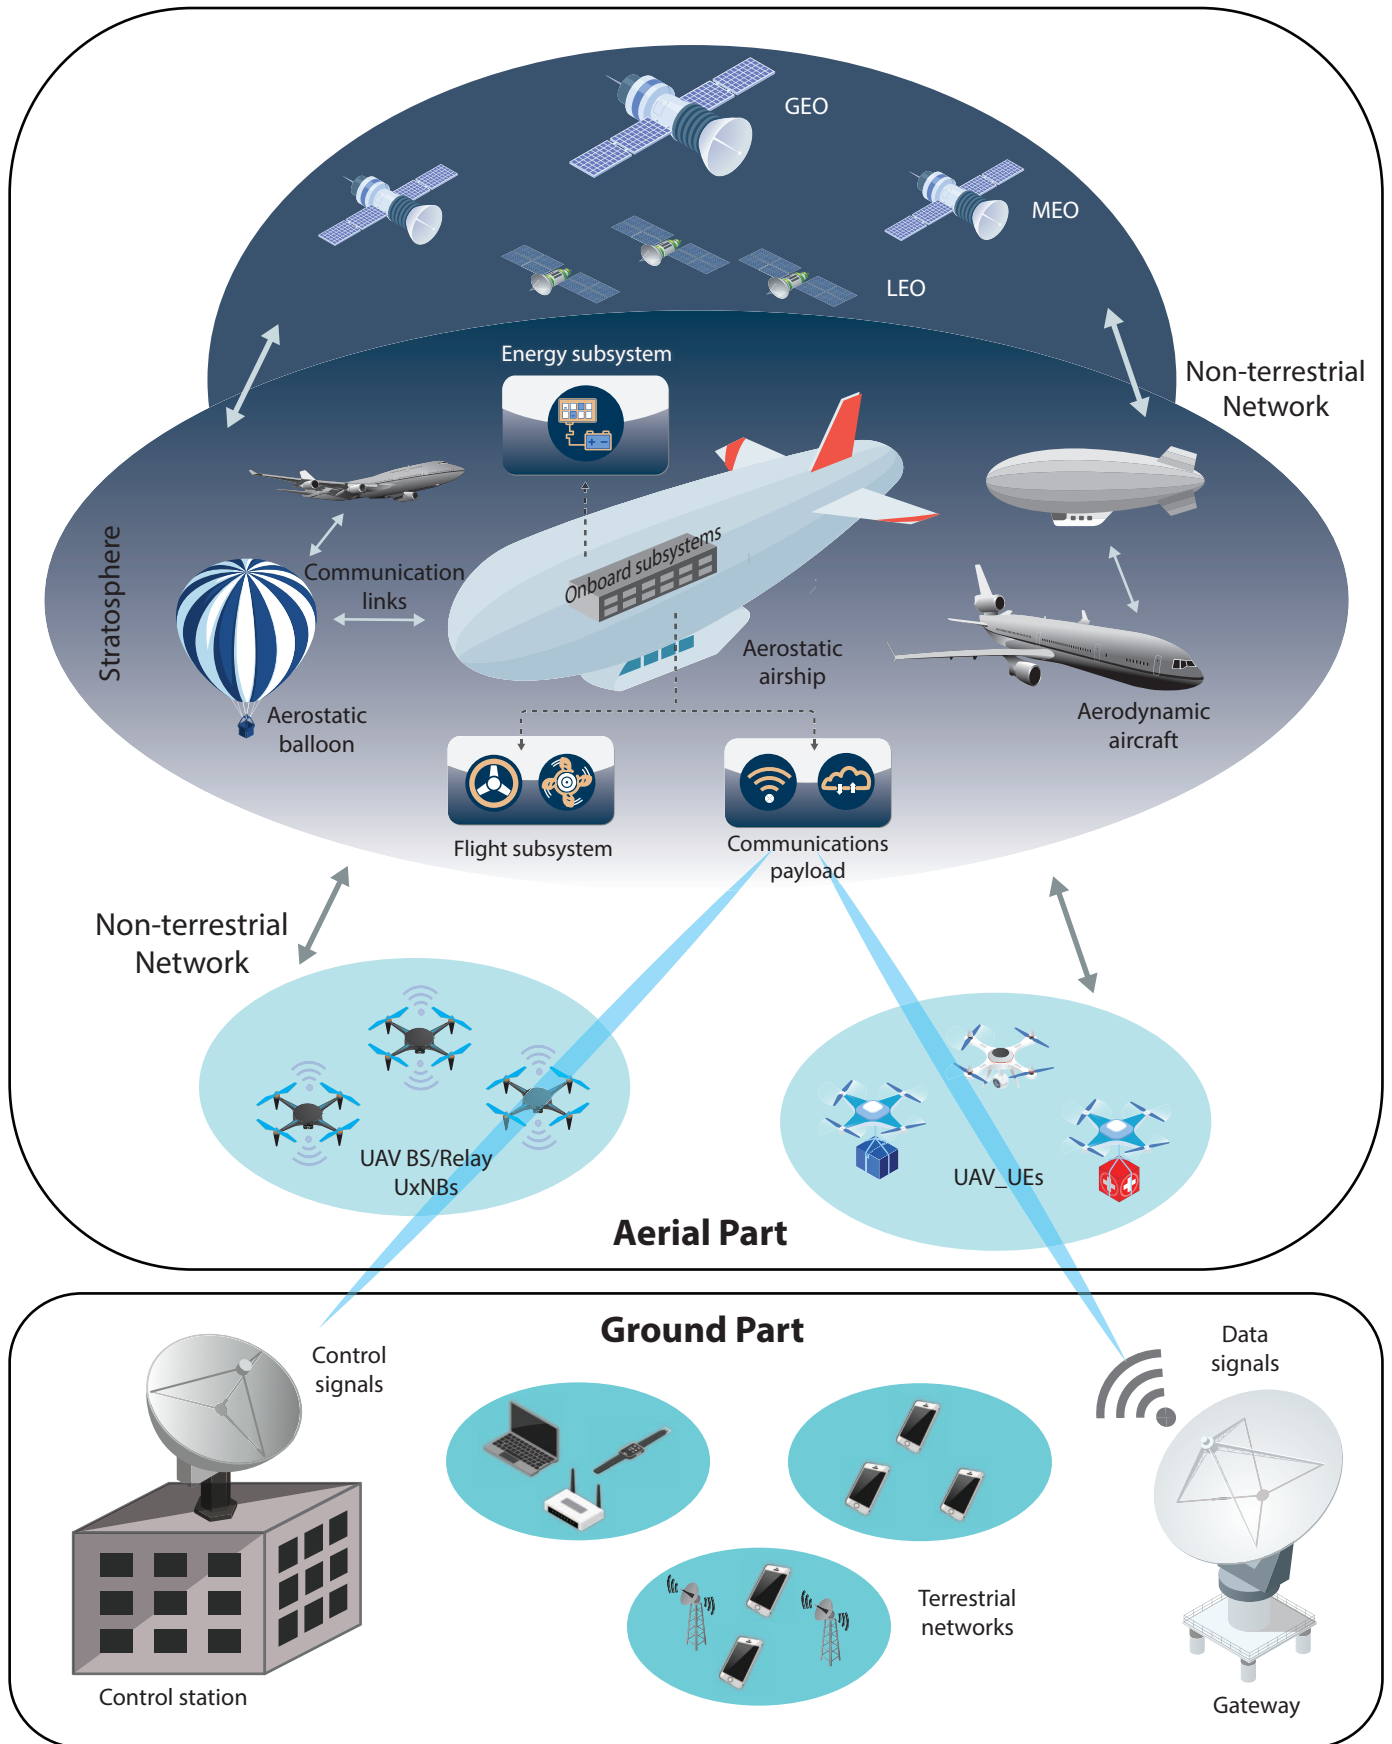 GEO
MEO
LEO
Energy subsystem
Non-terrestrial
Network
Stratosphere
Onboard subsystems
Communication
links
Aerostatic
airship
Aerostatic
balloon
Aerodynamic
aircraft
Flight subsystem
Communications
payload
Non-terrestrial
Network
UAV BS/Relay
UxNBs
UAV_UEs
Aerial Part
Ground Part
Control
signals
Data
signals
Terrestrial
networks
Control station
Gateway